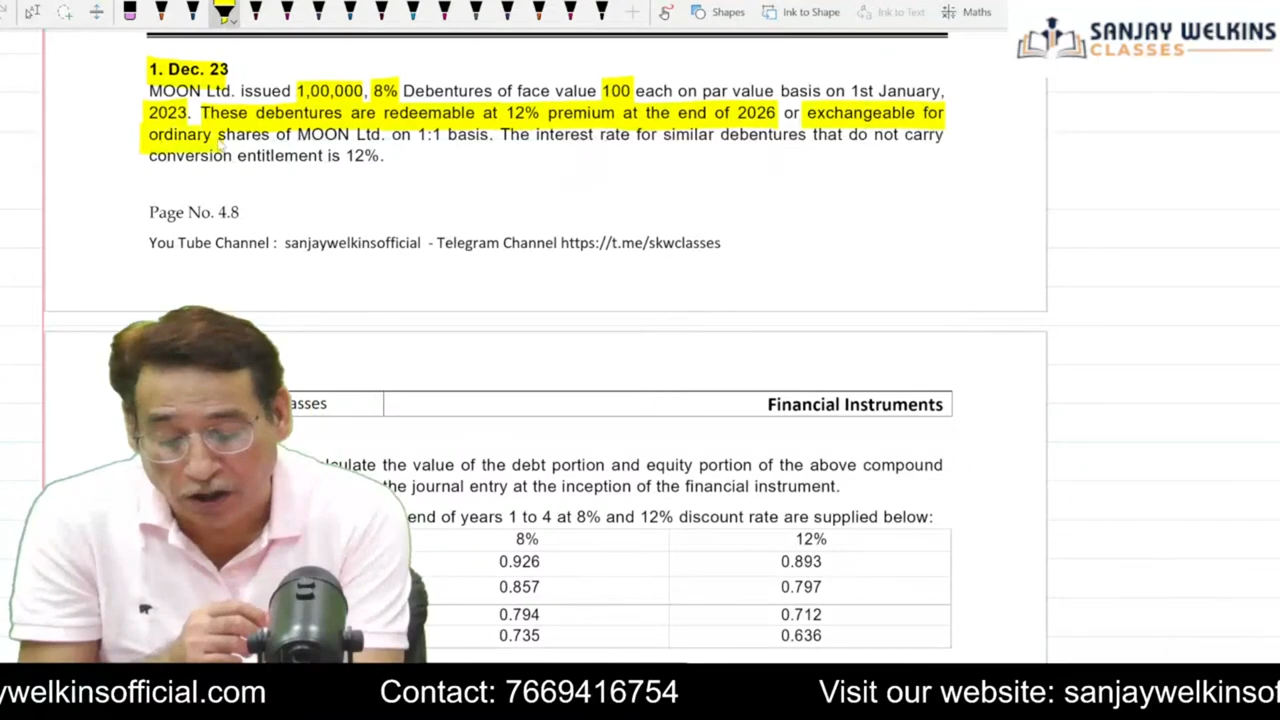 Shapes
Ink to Shape
Ink to Text
Maths
SANJAY WELKINS
CLASSES
1. Dec. 23
MOON Ltd. issued 1,00,000, 8% Debentures of face value 100 each on par value basis on 1st January,
2023. These debentures are redeemable at 12% premium at the end of 2026 or exchangeable for
ordinary shares of MOON Ltd. on 1:1 basis. The interest rate for similar debentures that do not carry
conversion entitlement is 12%.
Page No. 4.8
You Tube Channel : sanjaywelkinsofficial - Telegram Channel https://t.me/skwclasses
asses
Financial Instruments
culate the value of the debt portion and equity portion of the above compound
the journal entry at the inception of the financial instrument.
end of years 1 to 4 at 8% and 12% discount rate are supplied below:
8% 12%
0.926 0.893
0.857 0.797
0.794 0.712
0.735 0.636
ywelkinsofficial.com Contact: 7669416754 Visit our website: sanjaywelkinsof